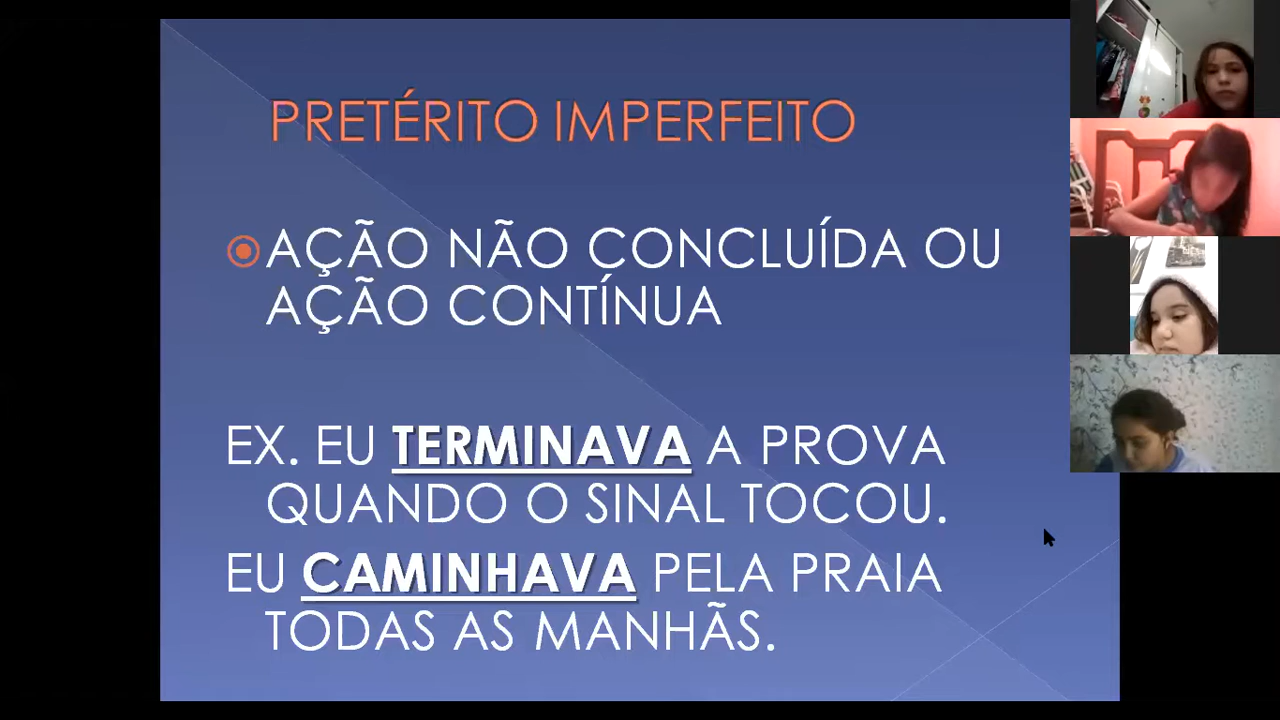 PRETÉRITO IMPERFEITO
AÇÃO NÃO CONCLUÍDA OU
AÇÃO CONTÍNUA
EX. EU TERMINAVA A PROVA
QUANDO O SINAL TOCOU.
EU CAMINHAVA PELA PRAIA
TODAS AS MANHÃS.